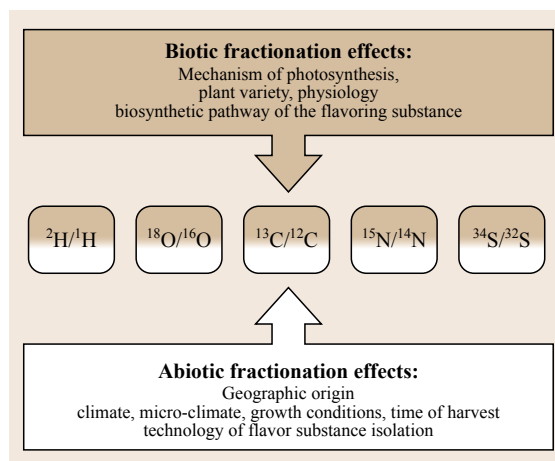 Biotic fractionation effects:
Mechanism of photosynthesis,
plant variety, physiology
biosynthetic pathway of the flavoring substance
²H/¹H ¹⁸O/¹⁶O ¹³C/¹²C ¹⁵N/¹⁴N ³⁴S/³²S
Abiotic fractionation effects:
Geographic origin
climate, micro-climate, growth conditions, time of harvest
technology of flavor substance isolation